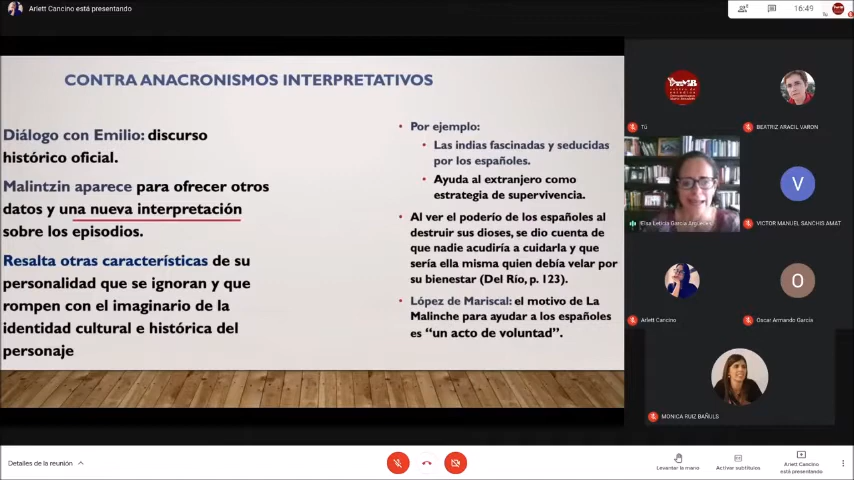 Arlett Cancino está presentando
16:49
Tú
CONTRA ANACRONISMOS INTERPRETATIVOS
Diálogo con Emilio: discurso
histórico oficial.
Malintzin aparece para ofrecer otros
datos y una nueva interpretación
sobre los episodios.
Resalta otras características de su
personalidad que se ignoran y que
rompen con el imaginario de la
identidad cultural e histórica del
personaje
• Por ejemplo:
• Las indias fascinadas y seducidas
por los españoles.
• Ayuda al extranjero como
estrategia de supervivencia.
• Al ver el poderío de los españoles al
destruir sus dioses, se dio cuenta de
que nadie acudiría a cuidarla y que
sería ella misma quien debía velar por
su bienestar (Del Río, p. 123).
• López de Mariscal: el motivo de La
Malinche para ayudar a los españoles
es “un acto de voluntad”.
Tú
BEATRIZ ARACIL VARON
Elsa Leticia García Argüelles
VICTOR MANUEL SANCHIS AMAT
V
O
Arlett Cancino
Oscar Armando García
MONICA RUIZ BAÑULS
Detalles de la reunión
Levantar la mano
Activar subtítulos
Arlett Cancino
está presentando